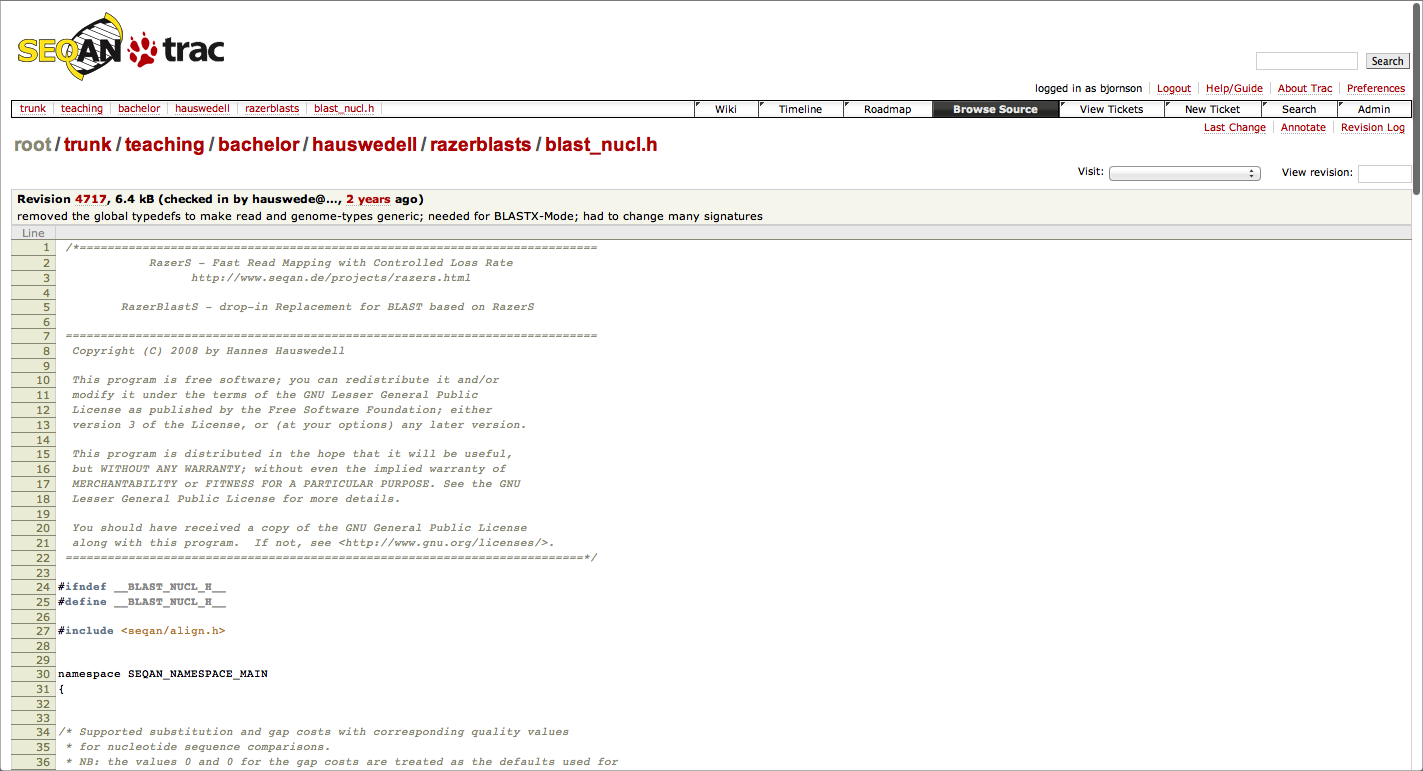 SEQAN trac
Search
logged in as bjornson Logout Help/Guide About Trac Preferences
trunk teaching bachelor hauswedell razerblasts blast_nucl.h
Wiki Timeline Roadmap Browse Source View Tickets New Ticket Search Admin
Last Change Annotate Revision Log
root/trunk/teaching/bachelor/hauswedell/razerblasts/blast_nucl.h
Visit: View revision:
Revision 4717, 6.4 kB (checked in by hauswede@..., 2 years ago)
removed the global typedefs to make read and genome-types generic; needed for BLASTX-Mode; had to change many signatures
Line
1 /*==========================================================================
2 RazerS - Fast Read Mapping with Controlled Loss Rate
3 http://www.seqan.de/projects/razers.html
4
5 RazerBlastS - drop-in Replacement for BLAST based on RazerS
6
7 ============================================================================
8 Copyright (C) 2008 by Hannes Hauswedell
9
10 This program is free software; you can redistribute it and/or
11 modify it under the terms of the GNU Lesser General Public
12 License as published by the Free Software Foundation; either
13 version 3 of the License, or (at your options) any later version.
14
15 This program is distributed in the hope that it will be useful,
16 but WITHOUT ANY WARRANTY; without even the implied warranty of
17 MERCHANTABILITY or FITNESS FOR A PARTICULAR PURPOSE. See the GNU
18 Lesser General Public License for more details.
19
20 You should have received a copy of the GNU General Public License
21 along with this program.  If not, see <http://www.gnu.org/licenses/>.
22 ==========================================================================*/
23
24 #ifndef __BLAST_NUCL_H__
25 #define __BLAST_NUCL_H__
26
27 #include <seqan/align.h>
28
29
30 namespace SEQAN_NAMESPACE_MAIN
31 {
32
33
34 /* Supported substitution and gap costs with corresponding quality values
35 * for nucleotide sequence comparisons.
36 * NB: the values 0 and 0 for the gap costs are treated as the defaults used for